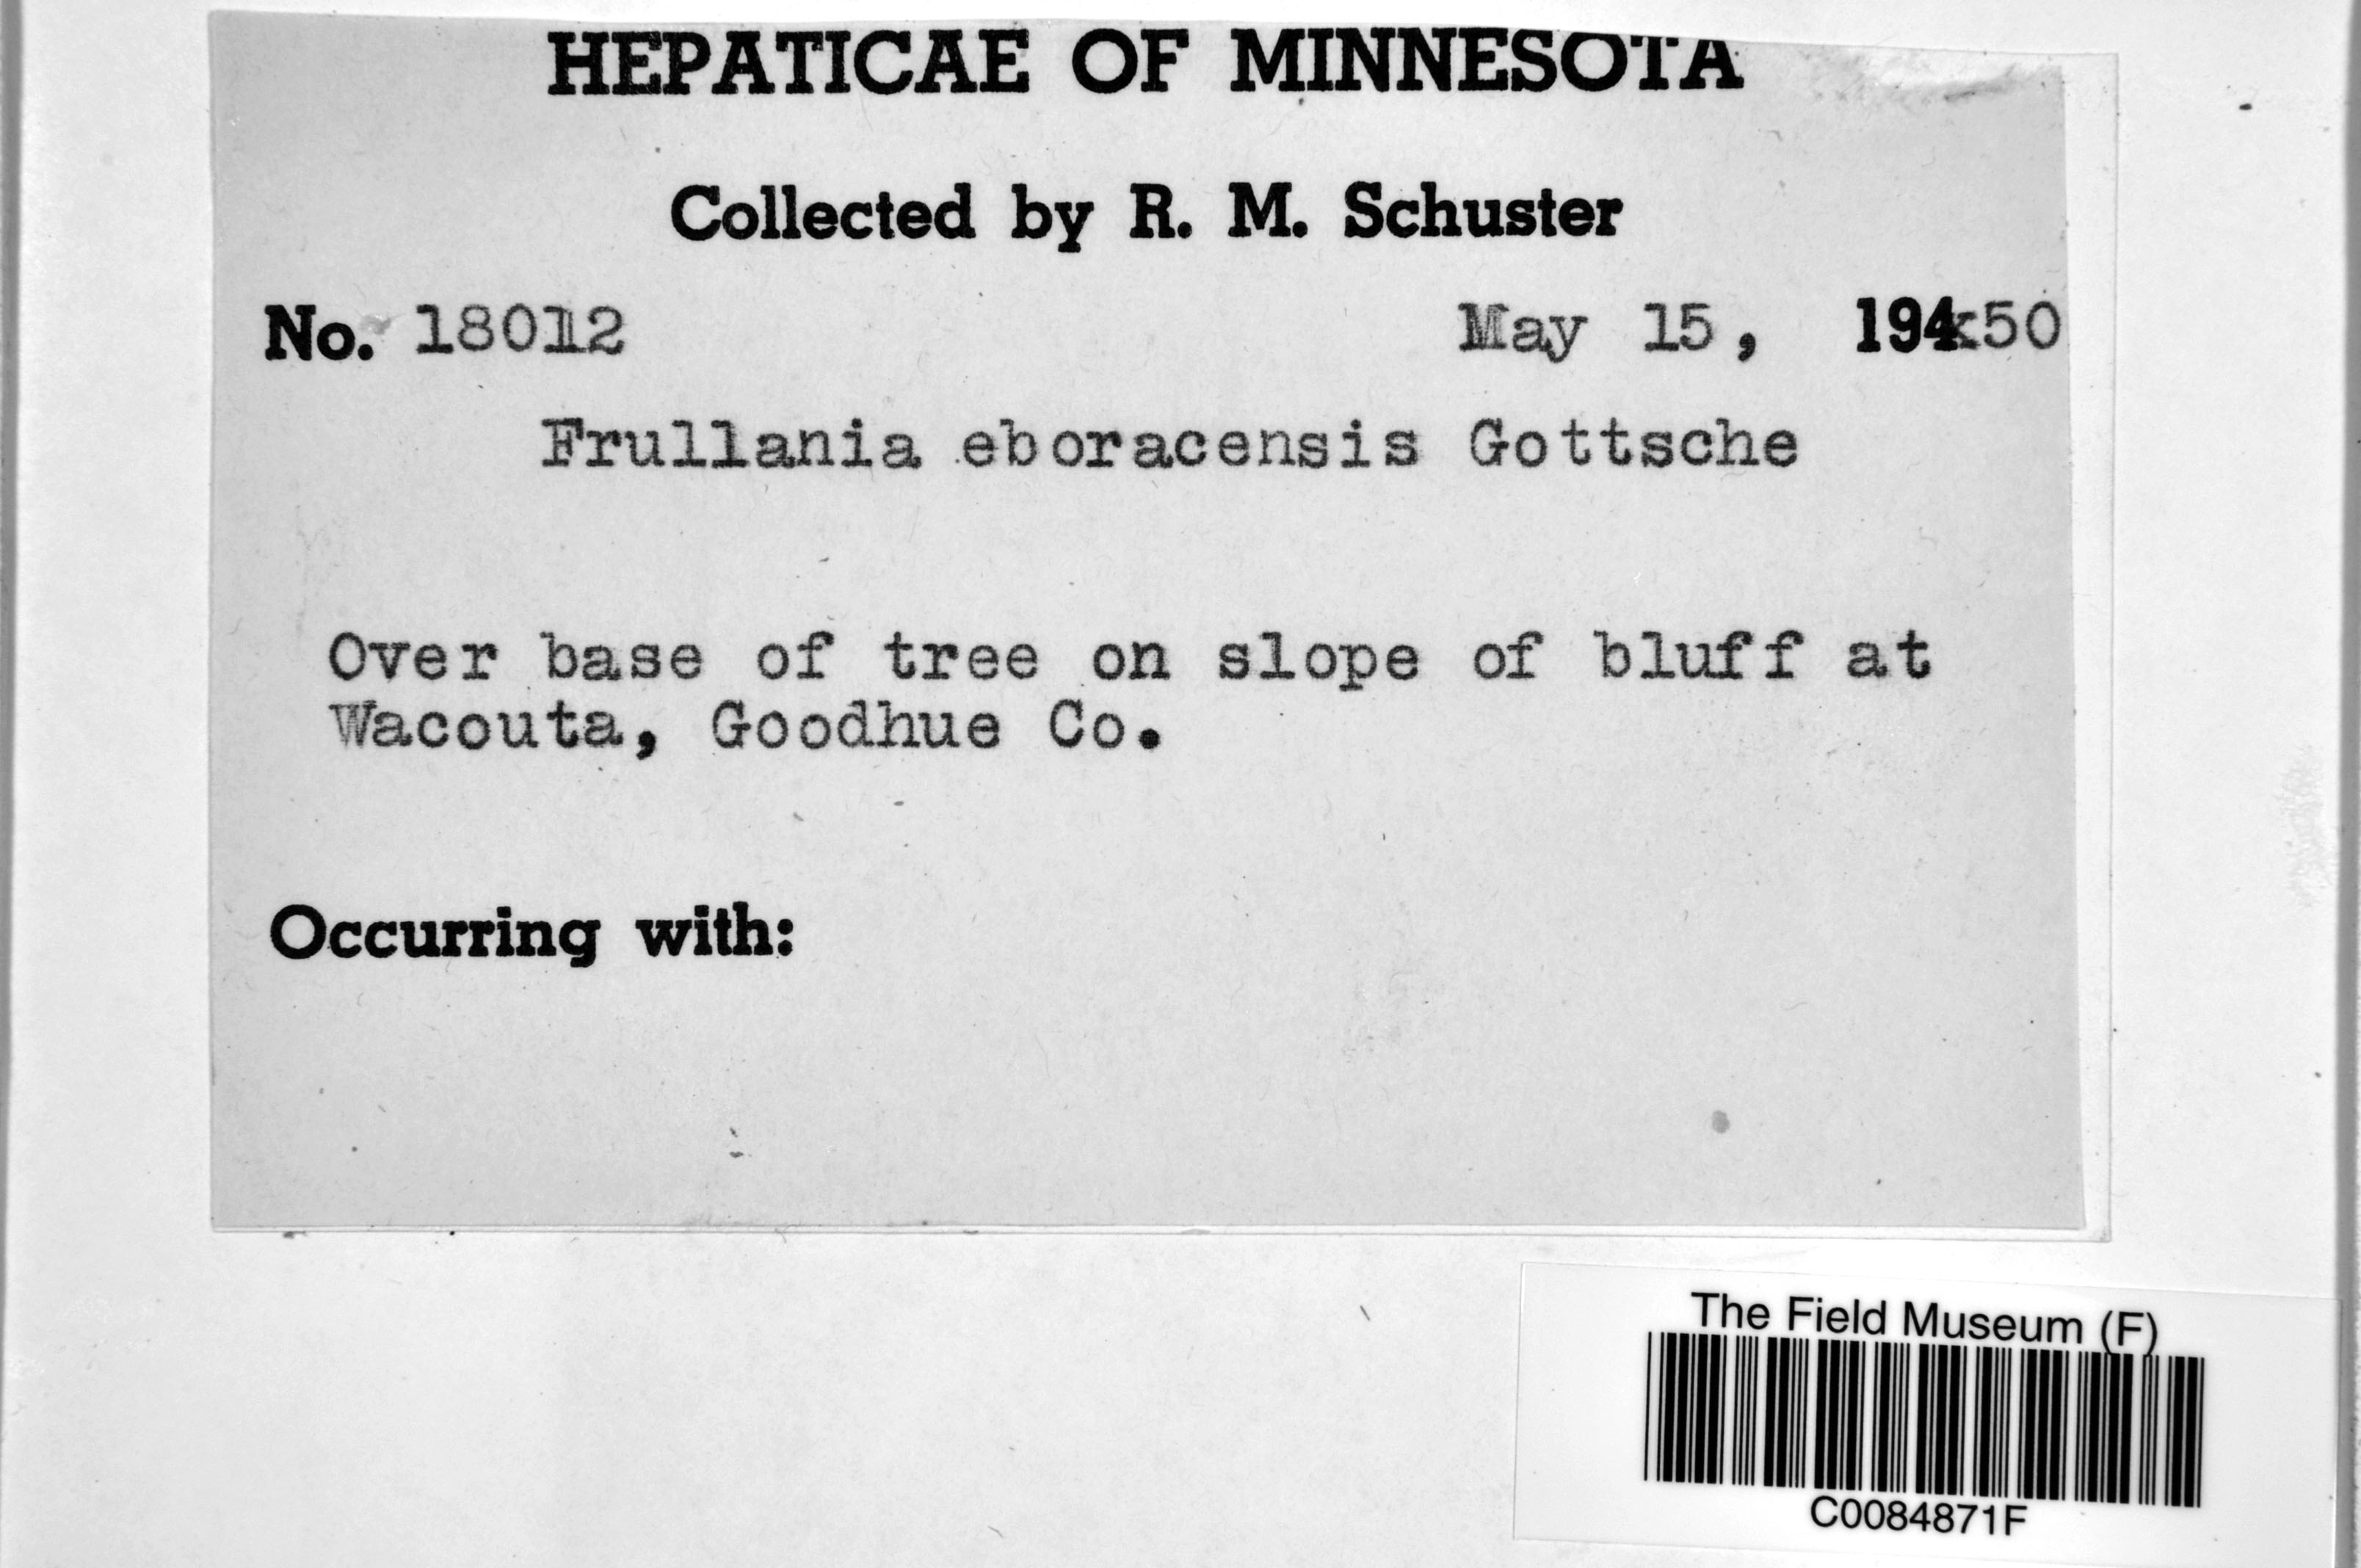 HEPATICAE OF MINNESOTA
Collected by R. M. Schuster
No. 18012 May 15, 194x50
Frullania eboracensis Gottsche
Over base of tree on slope of bluff at
Wacouta, Goodhue Co.
Occurring with:
The Field Museum (F)
C0084871F